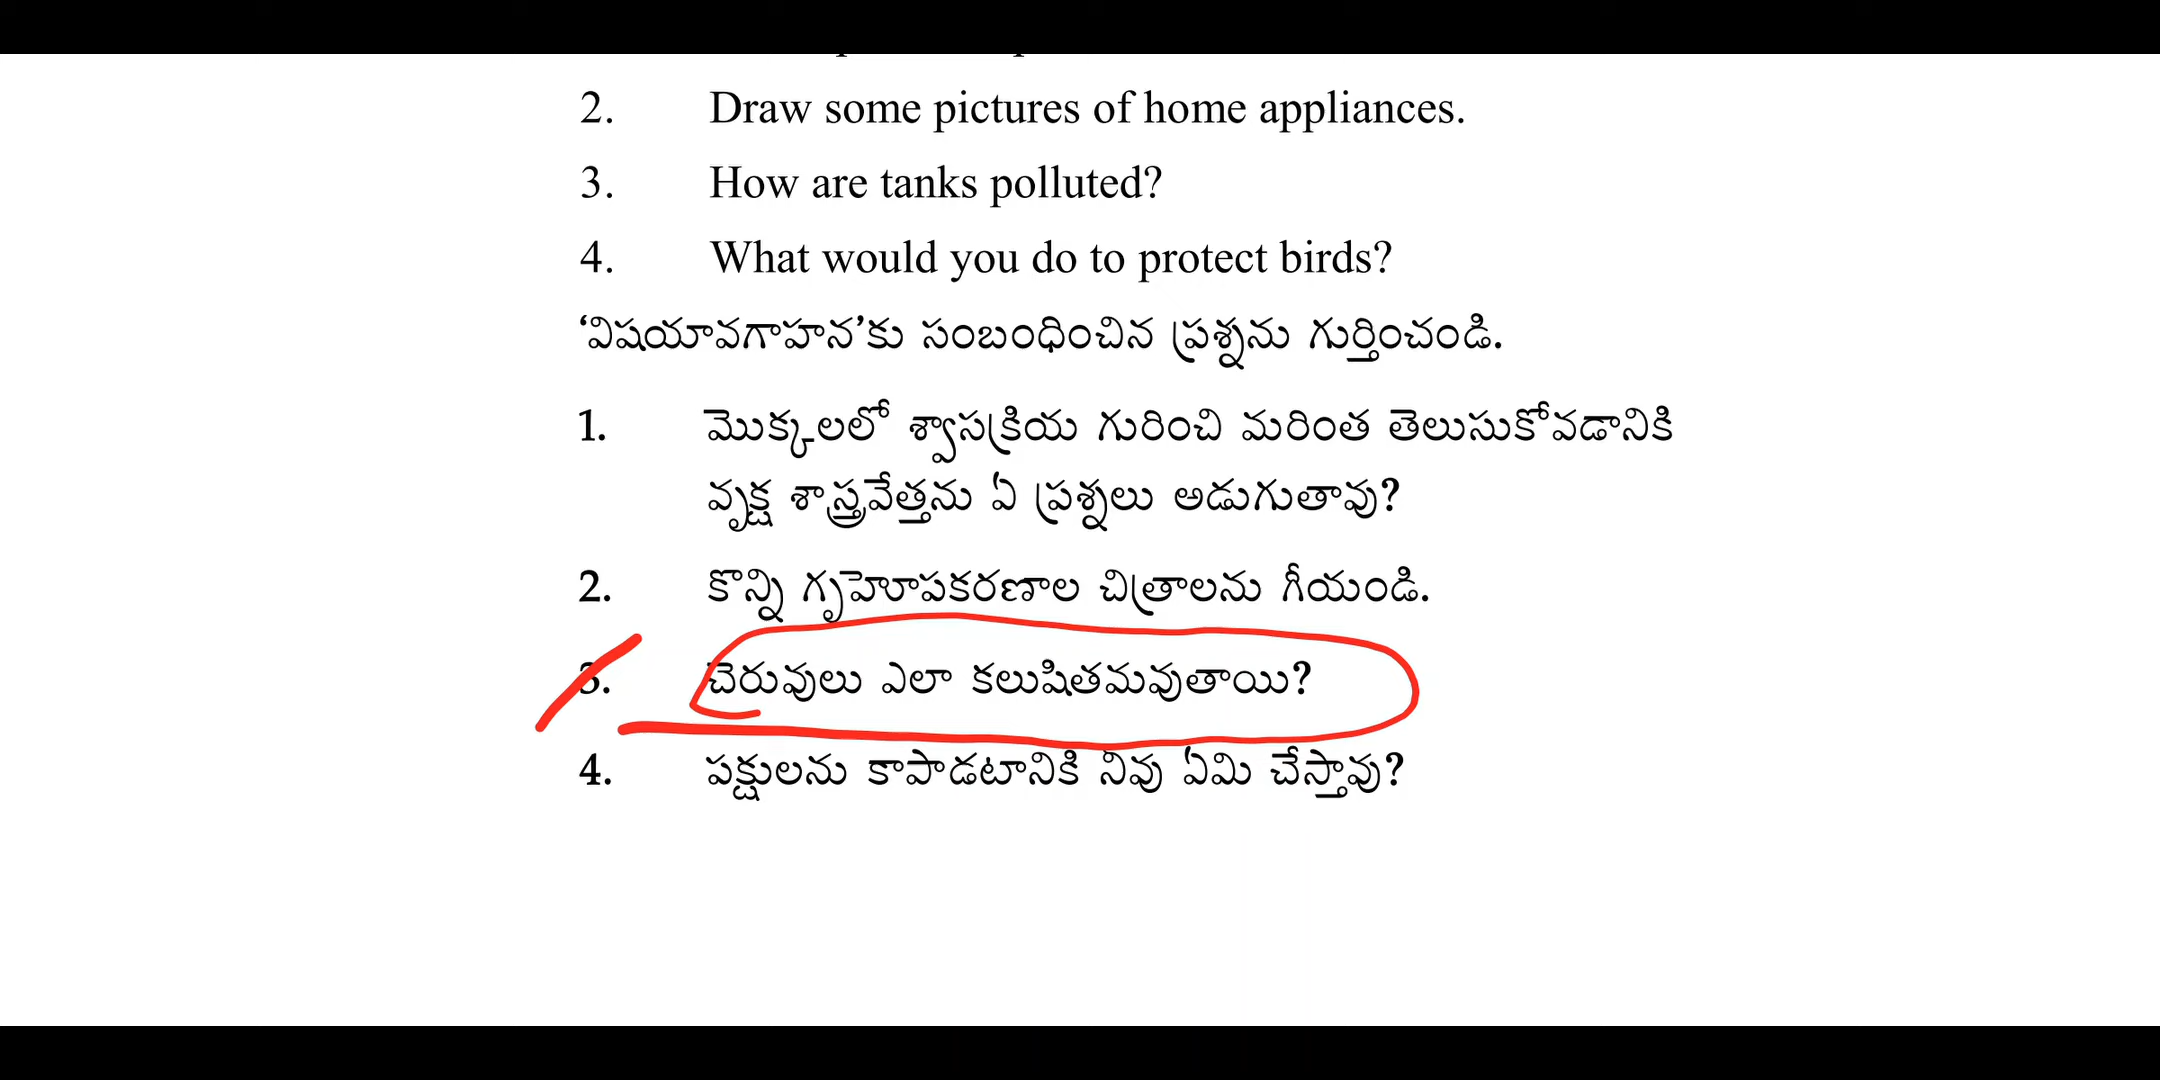 2. Draw some pictures of home appliances.
3. How are tanks polluted?
4. What would you do to protect birds?
‘విషయావగాహన’కు సంబంధించిన ప్రశ్నను గుర్తించండి.
1. మొక్కలలో శ్వాసక్రియ గురించి మరింత తెలుసుకోవడానికి
వృక్ష శాస్త్రవేత్తను ఏ ప్రశ్నలు అడుగుతావు?
2. కొన్ని గృహోపకరణాల చిత్రాలను గీయండి.
3. చెరువులు ఎలా కలుషితమవుతాయి?
4. పక్షులను కాపాడటానికి నీవు ఏమి చేస్తావు?